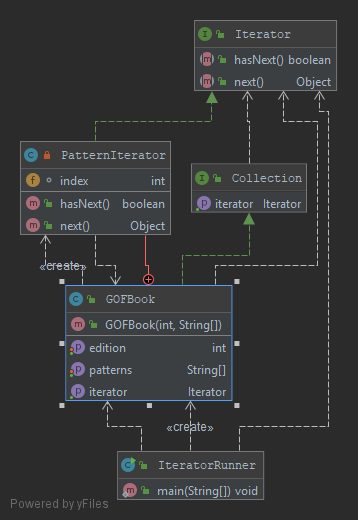 I Iterator
m hasNext() boolean
m next() Object
C PatternIterator
f index int
m hasNext() boolean
m next() Object
I Collection
p iterator Iterator
«create»
C GOFBook
m GOFBook(int, String[])
p edition int
p patterns String[]
p iterator Iterator
«create»
C IteratorRunner
m main(String[]) void
Powered by yFiles